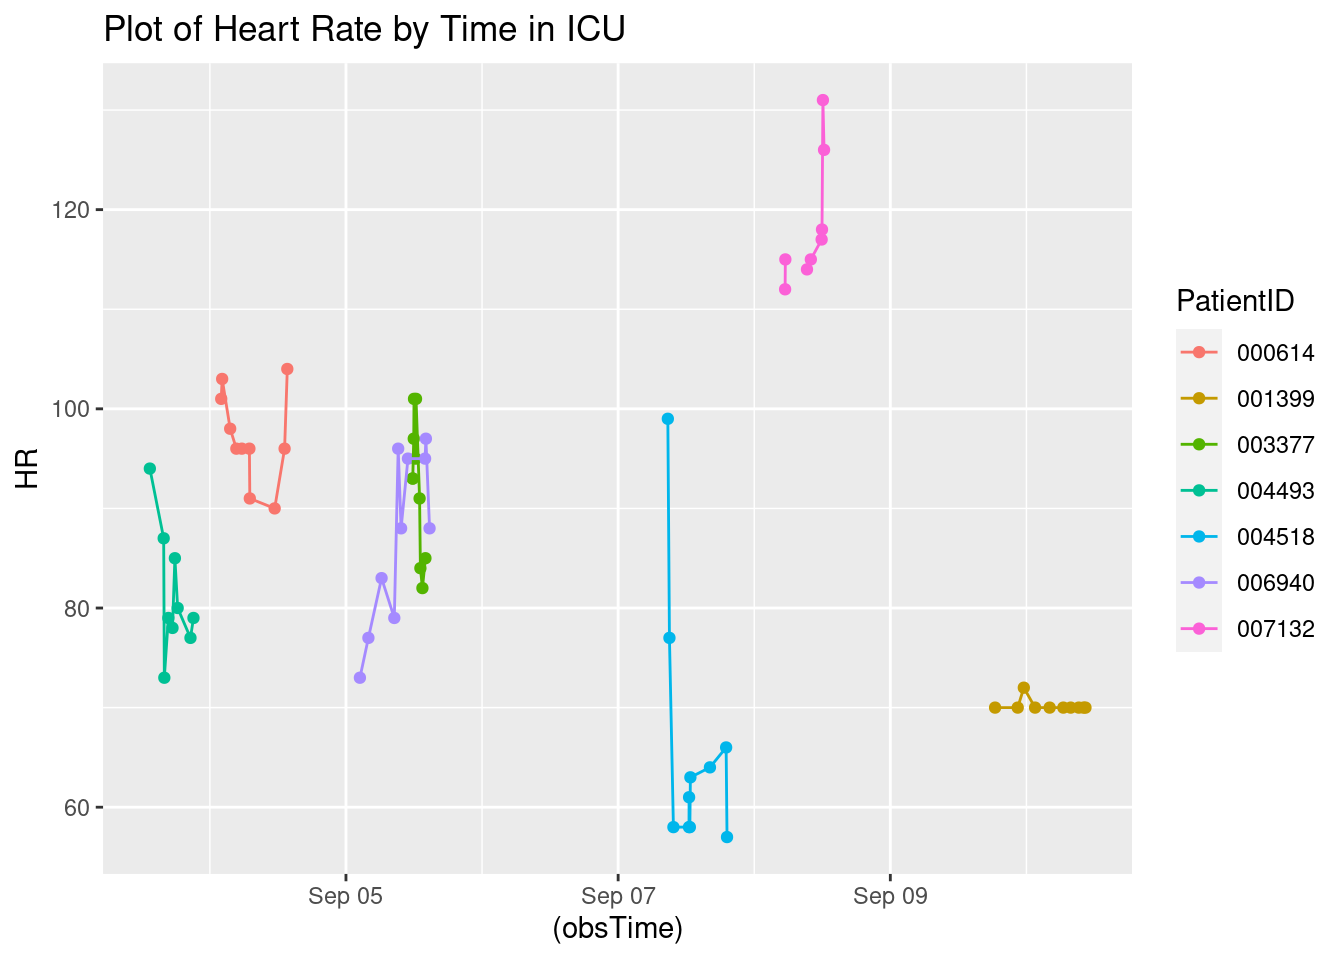 Plot of Heart Rate by Time in ICU
HR
120
100
80
60
Sep 05
Sep 07
Sep 09
(obsTime)
PatientID
000614
001399
003377
004493
004518
006940
007132